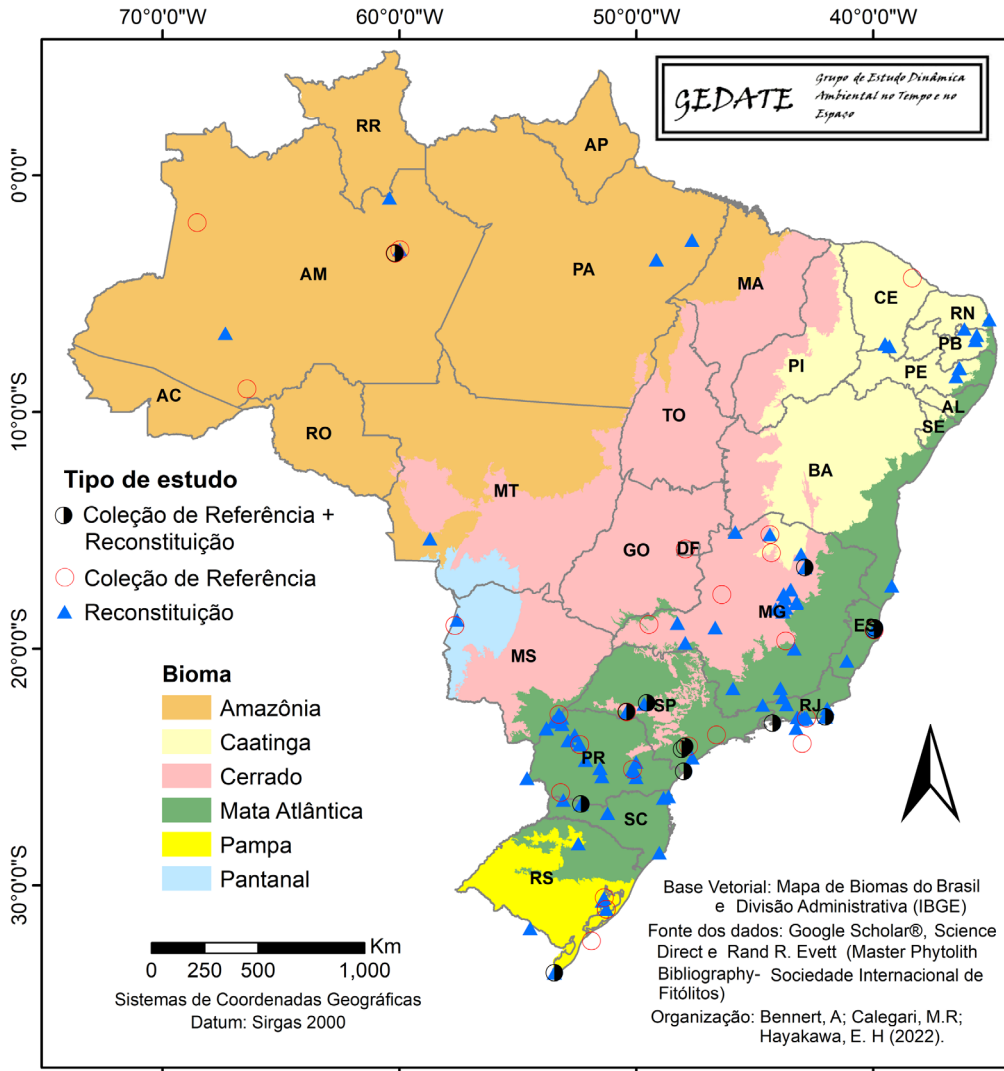 70°0'0"W
60°0'0"W
50°0'0"W
40°0'0"W
GEDATE
Grupo de Estudo Dinâmica
Ambiental no Tempo e no
Espaço
0°0'0"
10°0'0"S
20°0'0"S
30°0'0"S
RR
AP
AM
PA
MA
CE
RN
PB
PI
PE
AC
AL
TO
SE
RO
BA
MT
GO
DF
MG
ES
MS
SP
RJ
PR
SC
RS
Tipo de estudo
Coleção de Referência +
Reconstituição
Coleção de Referência
Reconstituição
Bioma
Amazônia
Caatinga
Cerrado
Mata Atlântica
Pampa
Pantanal
Km
0 250 500 1,000
Sistemas de Coordenadas Geográficas
Datum: Sirgas 2000
Base Vetorial: Mapa de Biomas do Brasil
e Divisão Administrativa (IBGE)
Fonte dos dados: Google Scholar®, Science
Direct e Rand R. Evett (Master Phytolith
Bibliography- Sociedade Internacional de
Fitólitos)
Organização: Bennert, A; Calegari, M.R;
Hayakawa, E. H (2022).